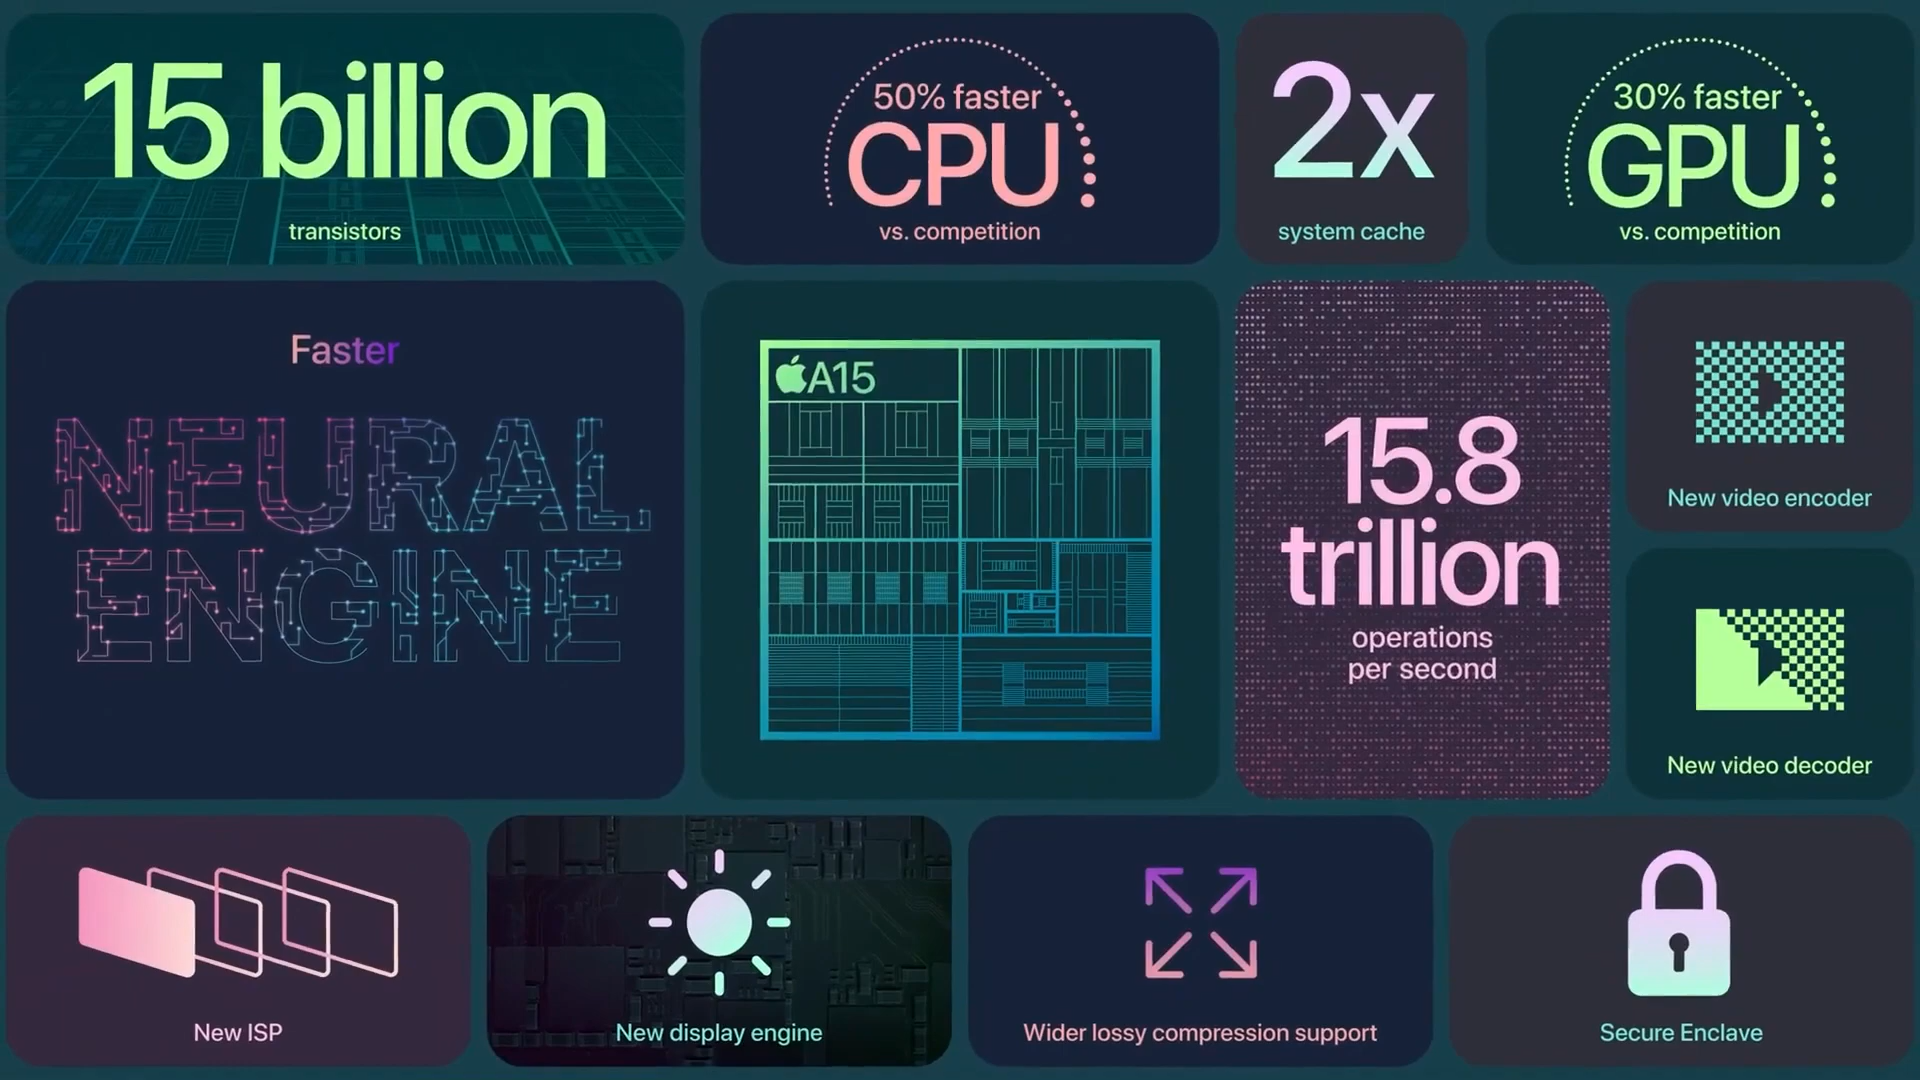 15 billion
transistors
50% faster
CPU
vs. competition
2x
system cache
30% faster
GPU
vs. competition
Faster
NEURAL
ENGINE
A15
15.8
trillion
operations
per second
New video encoder
New video decoder
New ISP
New display engine
Wider lossy compression support
Secure Enclave